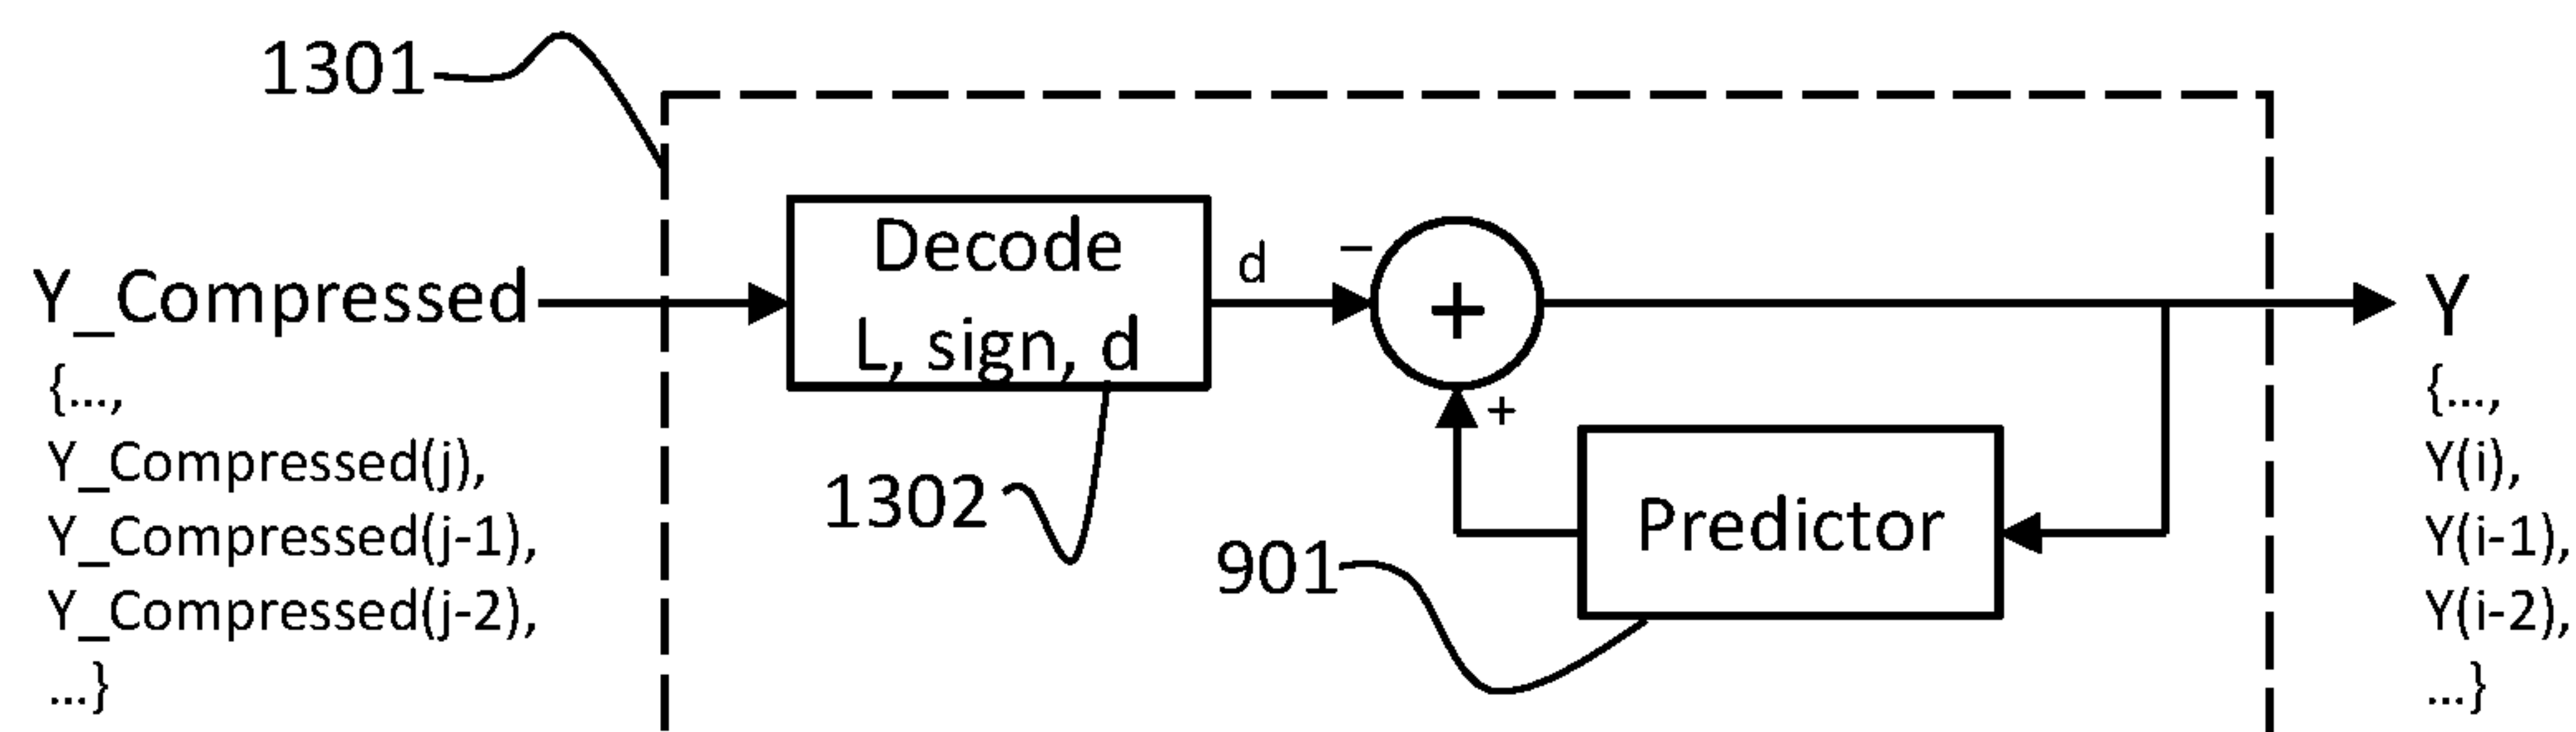 1301
Y_Compressed
{...,
Y_Compressed(j),
Y_Compressed(j-1),
Y_Compressed(j-2),
...}
Decode
L, sign, d
1302
d
–
+
+
Predictor
901
Y
{...,
Y(i),
Y(i-1),
Y(i-2),
...}